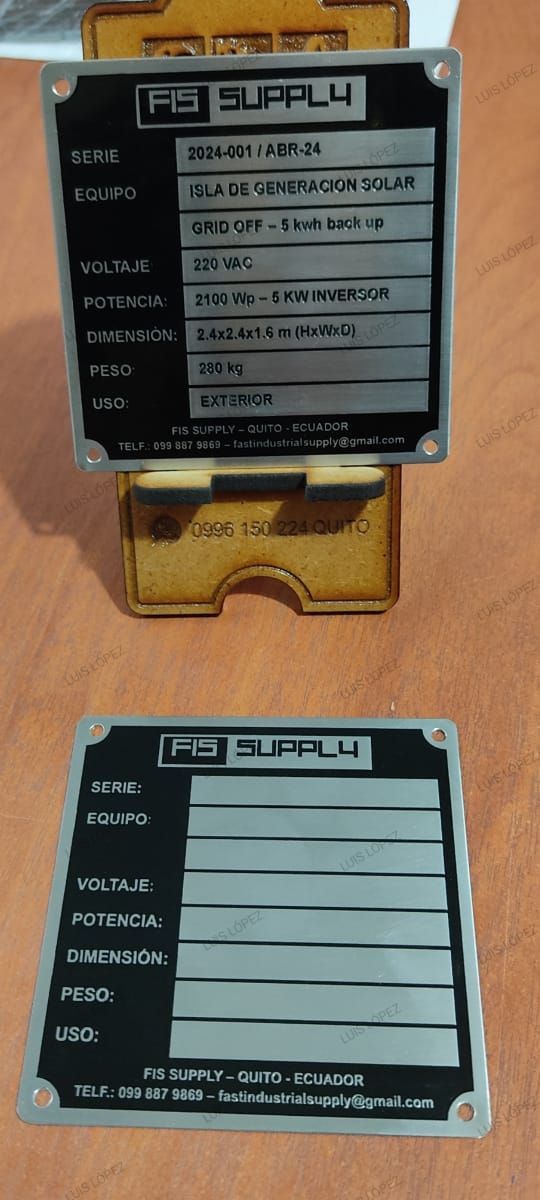 FIS SUPPLY
SERIE 2024-001 / ABR-24
EQUIPO ISLA DE GENERACION SOLAR
GRID OFF – 5 kwh back up
VOLTAJE 220 VAC
POTENCIA: 2100 Wp – 5 KW INVERSOR
DIMENSIÓN: 2.4x2.4x1.6 m (HxWxD)
PESO: 280 kg
USO: EXTERIOR
FIS SUPPLY – QUITO - ECUADOR
TELF.: 099 887 9869 – fastindustrialsupply@gmail.com
0996 150 224 QUITO
FIS SUPPLY
SERIE:
EQUIPO:
VOLTAJE:
POTENCIA:
DIMENSIÓN:
PESO:
USO:
FIS SUPPLY – QUITO - ECUADOR
TELF.: 099 887 9869 – fastindustrialsupply@gmail.com
LUIS LÓPEZ